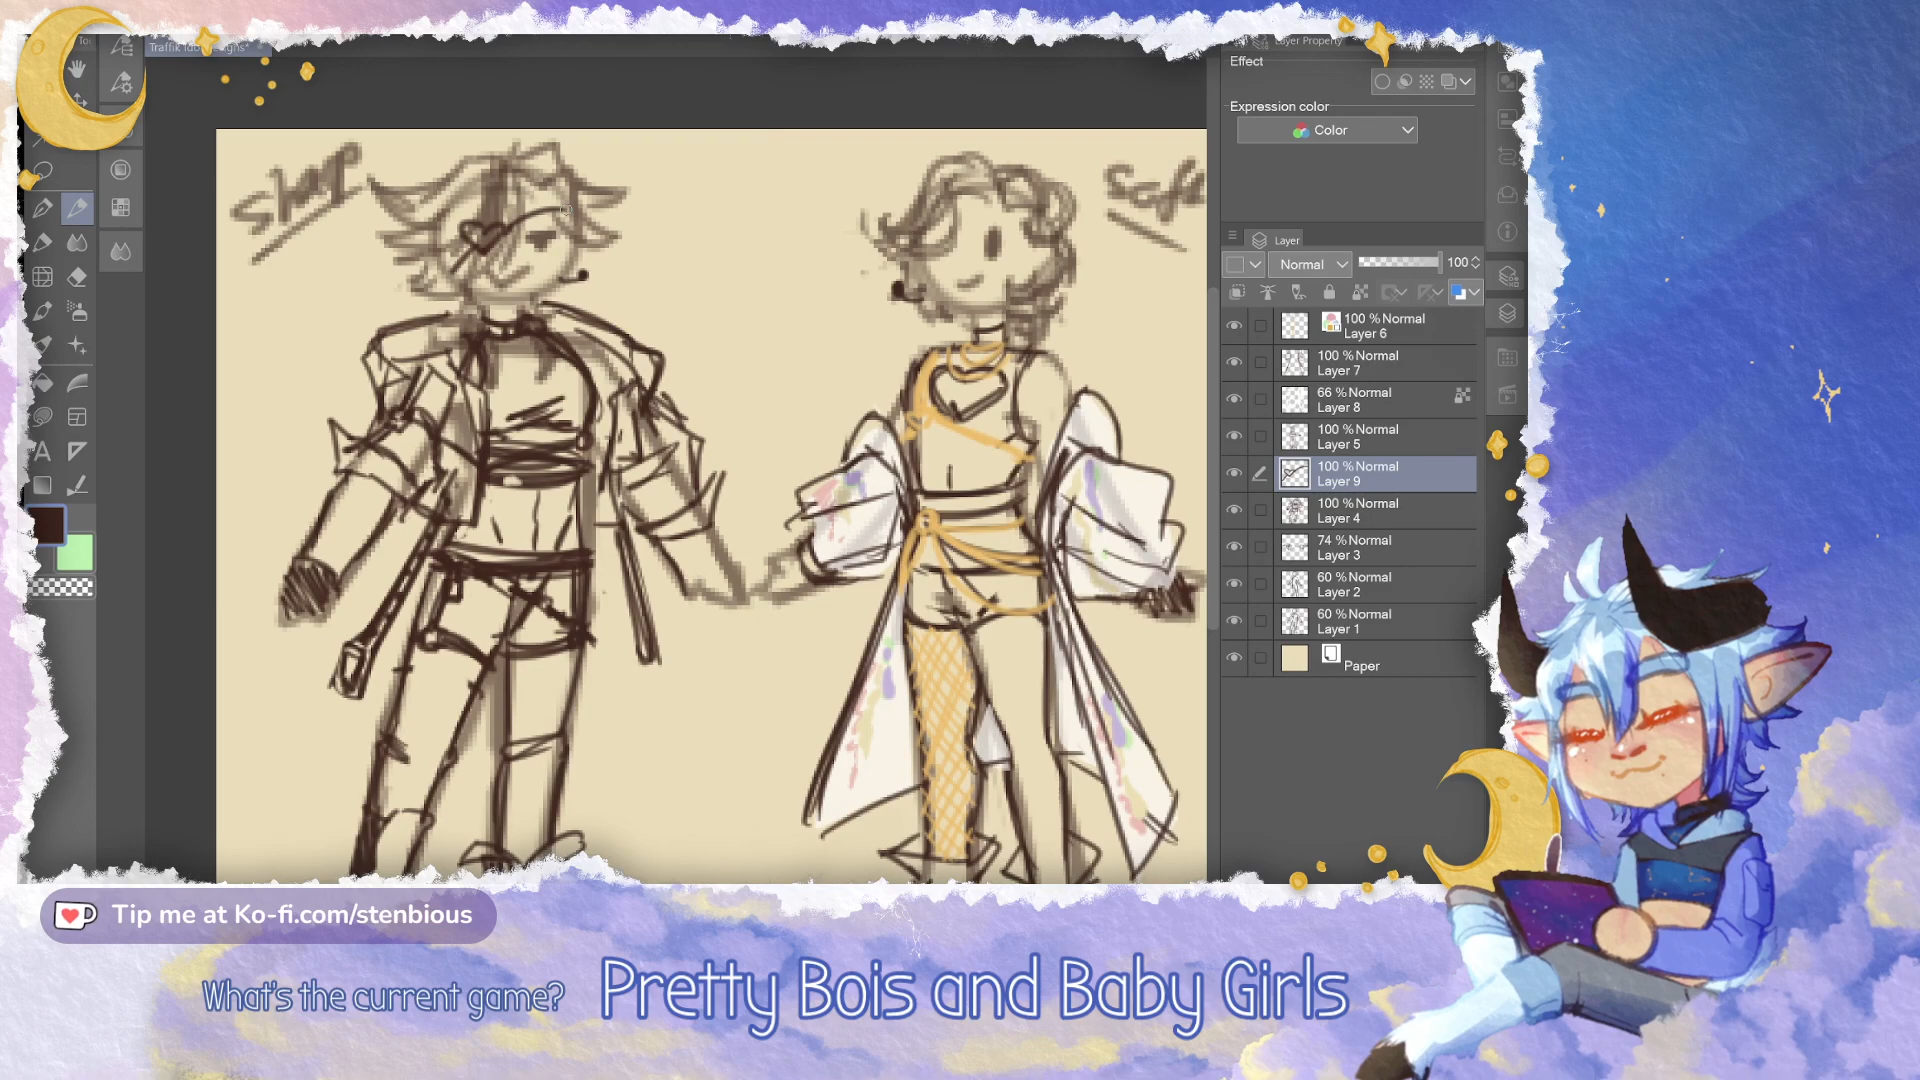 Layer Property
Effect
Expression color
Color
Layer
Normal
100
100 % Normal
Layer 6
100 % Normal
Layer 7
66 % Normal
Layer 8
100 % Normal
Layer 5
100 % Normal
Layer 9
100 % Normal
Layer 4
74 % Normal
Layer 3
60 % Normal
Layer 2
60 % Normal
Layer 1
Paper
Tip me at Ko-fi.com/stenbious
What's the current game?
Pretty Bois and Baby Girls